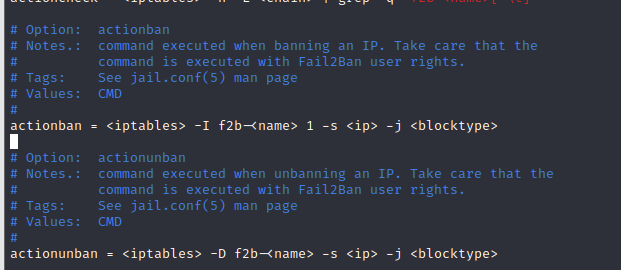 # Option:  actionban
# Notes.:  command executed when banning an IP. Take care that the
#          command is executed with Fail2Ban user rights.
# Tags:    See jail.conf(5) man page
# Values:  CMD
#
actionban = <iptables> -I f2b-<name> 1 -s <ip> -j <blocktype>
# Option:  actionunban
# Notes.:  command executed when unbanning an IP. Take care that the
#          command is executed with Fail2Ban user rights.
# Tags:    See jail.conf(5) man page
# Values:  CMD
#
actionunban = <iptables> -D f2b-<name> -s <ip> -j <blocktype>